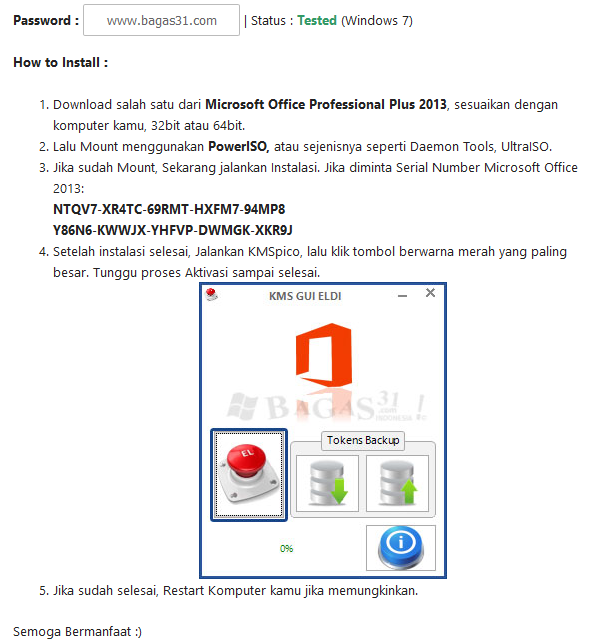 Password : www.bagas31.com | Status : Tested (Windows 7)
How to Install :
1. Download salah satu dari Microsoft Office Professional Plus 2013, sesuaikan dengan
komputer kamu, 32bit atau 64bit.
2. Lalu Mount menggunakan PowerISO, atau sejenisnya seperti Daemon Tools, UltraISO.
3. Jika sudah Mount, Sekarang jalankan Instalasi. Jika diminta Serial Number Microsoft Office
2013:
NTQV7-XR4TC-69RMT-HXFM7-94MP8
Y86N6-KWWJX-YHFVP-DWMGK-XKR9J
4. Setelah instalasi selesai, Jalankan KMSpico, lalu klik tombol berwarna merah yang paling
besar. Tunggu proses Aktivasi sampai selesai.
KMS GUI ELDI
BAGAS31!
.com
INDONESIA
Tokens Backup
EL
0%
5. Jika sudah selesai, Restart Komputer kamu jika memungkinkan.
Semoga Bermanfaat :)